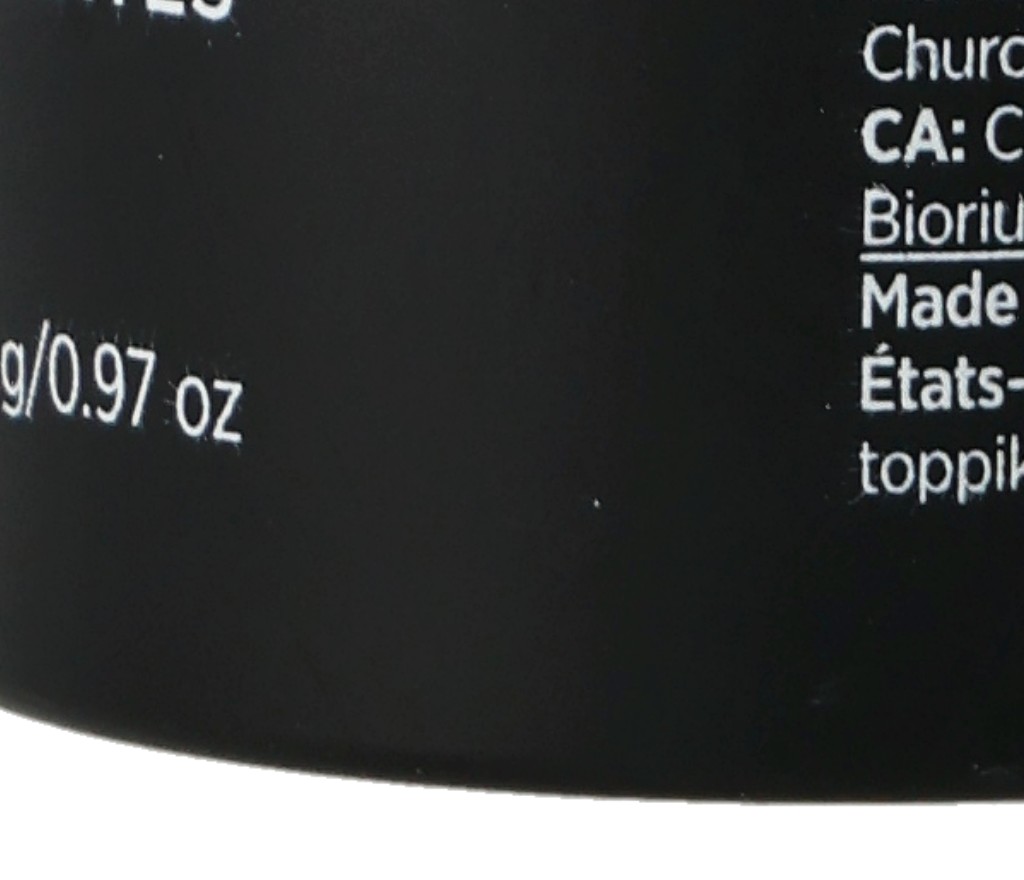 g/0.97 oz
Churc
CA: C
Bioriu
Made
États-
toppik